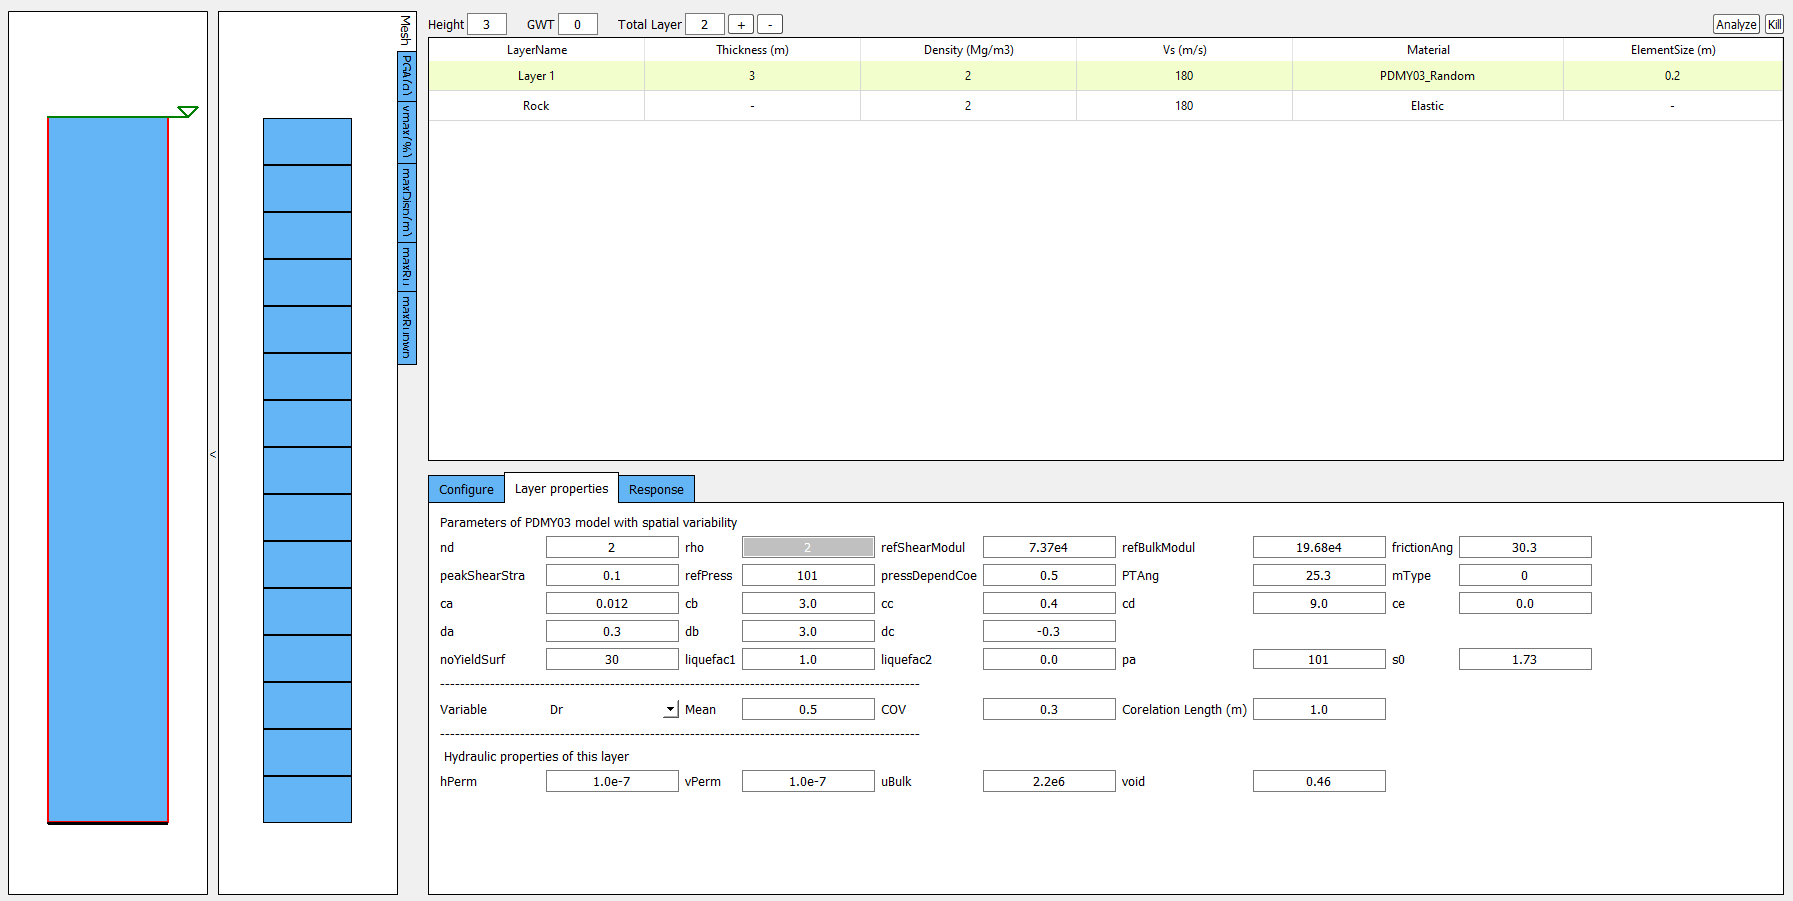 Height 3 GWT 0 Total Layer 2 + - Analyze Kill
LayerName Thickness (m) Density (Mg/m3) Vs (m/s) Material ElementSize (m)
Layer 1 3 2 180 PDMY03_Random 0.2
Rock - 2 180 Elastic -
Mesh
PGA(g)
γmax(%)
maxDisp(m)
maxRu
maxRuPWP
<
Configure Layer properties Response
Parameters of PDMY03 model with spatial variability
nd 2 rho 2 refShearModul 7.37e4 refBulkModul 19.68e4 frictionAng 30.3
peakShearStra 0.1 refPress 101 pressDependCoe 0.5 PTAng 25.3 mType 0
ca 0.012 cb 3.0 cc 0.4 cd 9.0 ce 0.0
da 0.3 db 3.0 dc -0.3
noYieldSurf 30 liquefac1 1.0 liquefac2 0.0 pa 101 s0 1.73
------------------------------------------------------------------------------------------------
Variable Dr Mean 0.5 COV 0.3 Corelation Length (m) 1.0
------------------------------------------------------------------------------------------------
Hydraulic properties of this layer
hPerm 1.0e-7 vPerm 1.0e-7 uBulk 2.2e6 void 0.46